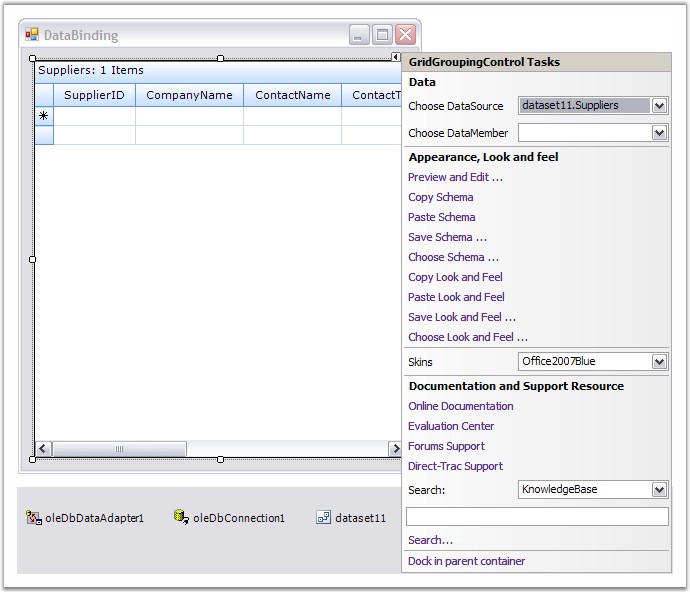 DataBinding
Suppliers: 1 Items
SupplierID CompanyName ContactName ContactT
GridGroupingControl Tasks
Data
Choose DataSource dataset11.Suppliers
Choose DataMember
Appearance, Look and feel
Preview and Edit ...
Copy Schema
Paste Schema
Save Schema ...
Choose Schema ...
Copy Look and Feel
Paste Look and Feel
Save Look and Feel ...
Choose Look and Feel ...
Skins Office2007Blue
Documentation and Support Resource
Online Documentation
Evaluation Center
Forums Support
Direct-Trac Support
Search: KnowledgeBase
Search...
Dock in parent container
oleDbDataAdapter1 oleDbConnection1 dataset11